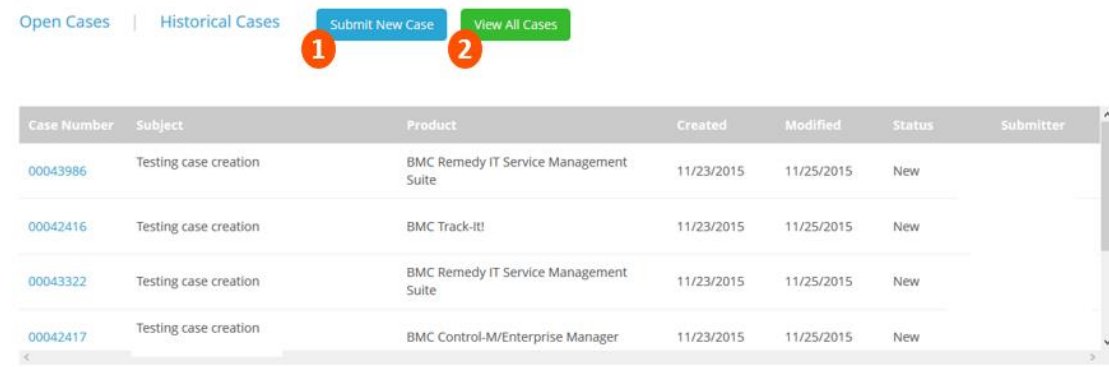 Open Cases | Historical Cases Submit New Case View All Cases
1 2
Case Number Subject Product Created Modified Status Submitter
00043986 Testing case creation BMC Remedy IT Service Management 11/23/2015 11/25/2015 New
Suite
00042416 Testing case creation BMC Track-It! 11/23/2015 11/25/2015 New
00043322 Testing case creation BMC Remedy IT Service Management 11/23/2015 11/25/2015 New
Suite
00042417 Testing case creation BMC Control-M/Enterprise Manager 11/23/2015 11/25/2015 New